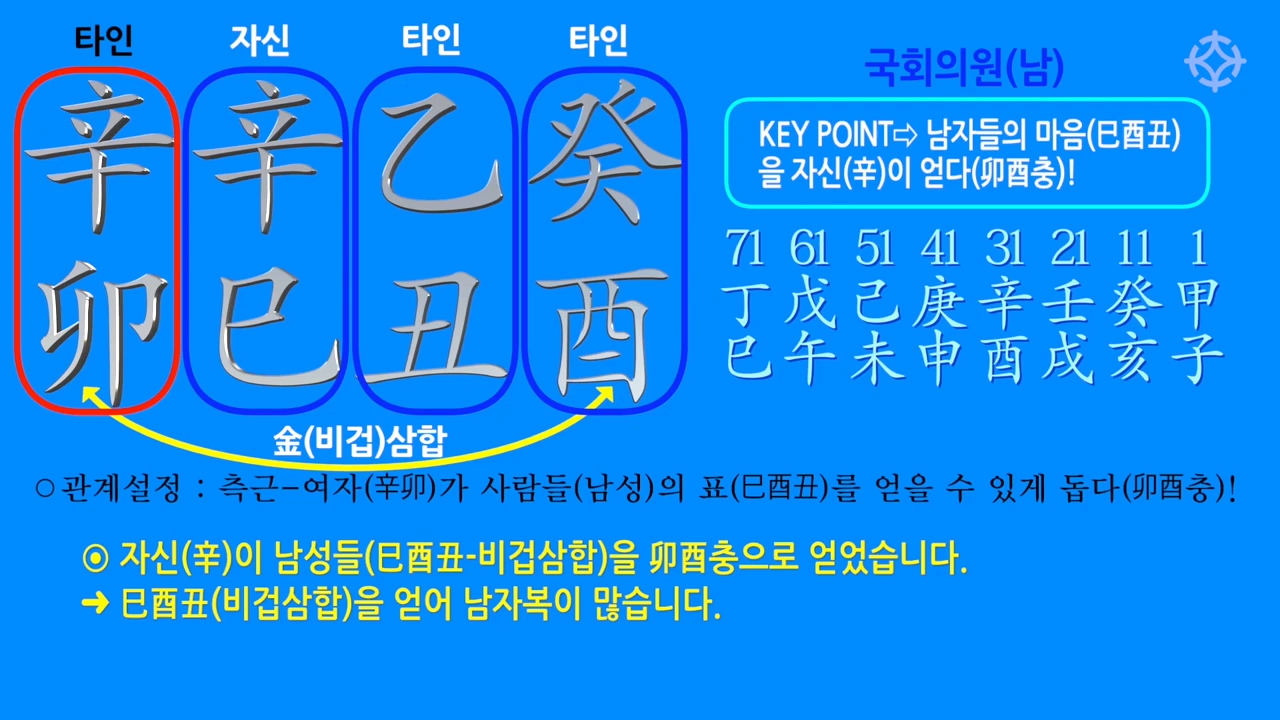 타인 자신 타인 타인
辛 辛 乙 癸
卯 巳 丑 酉
金(비겁)삼합
국회의원(남)
KEY POINT⇨ 남자들의 마음(巳酉丑)
을 자신(辛)이 얻다(卯酉충)!
71 61 51 41 31 21 11 1
丁 戊 己 庚 辛 壬 癸 甲
巳 午 未 申 酉 戌 亥 子
○ 관계설정 : 측근-여자(辛卯)가 사람들(남성)의 표(巳酉丑)를 얻을 수 있게 돕다(卯酉충)!
◉ 자신(辛)이 남성들(巳酉丑-비겁삼합)을 卯酉충으로 얻었습니다.
➜ 巳酉丑(비겁삼합)을 얻어 남자복이 많습니다.